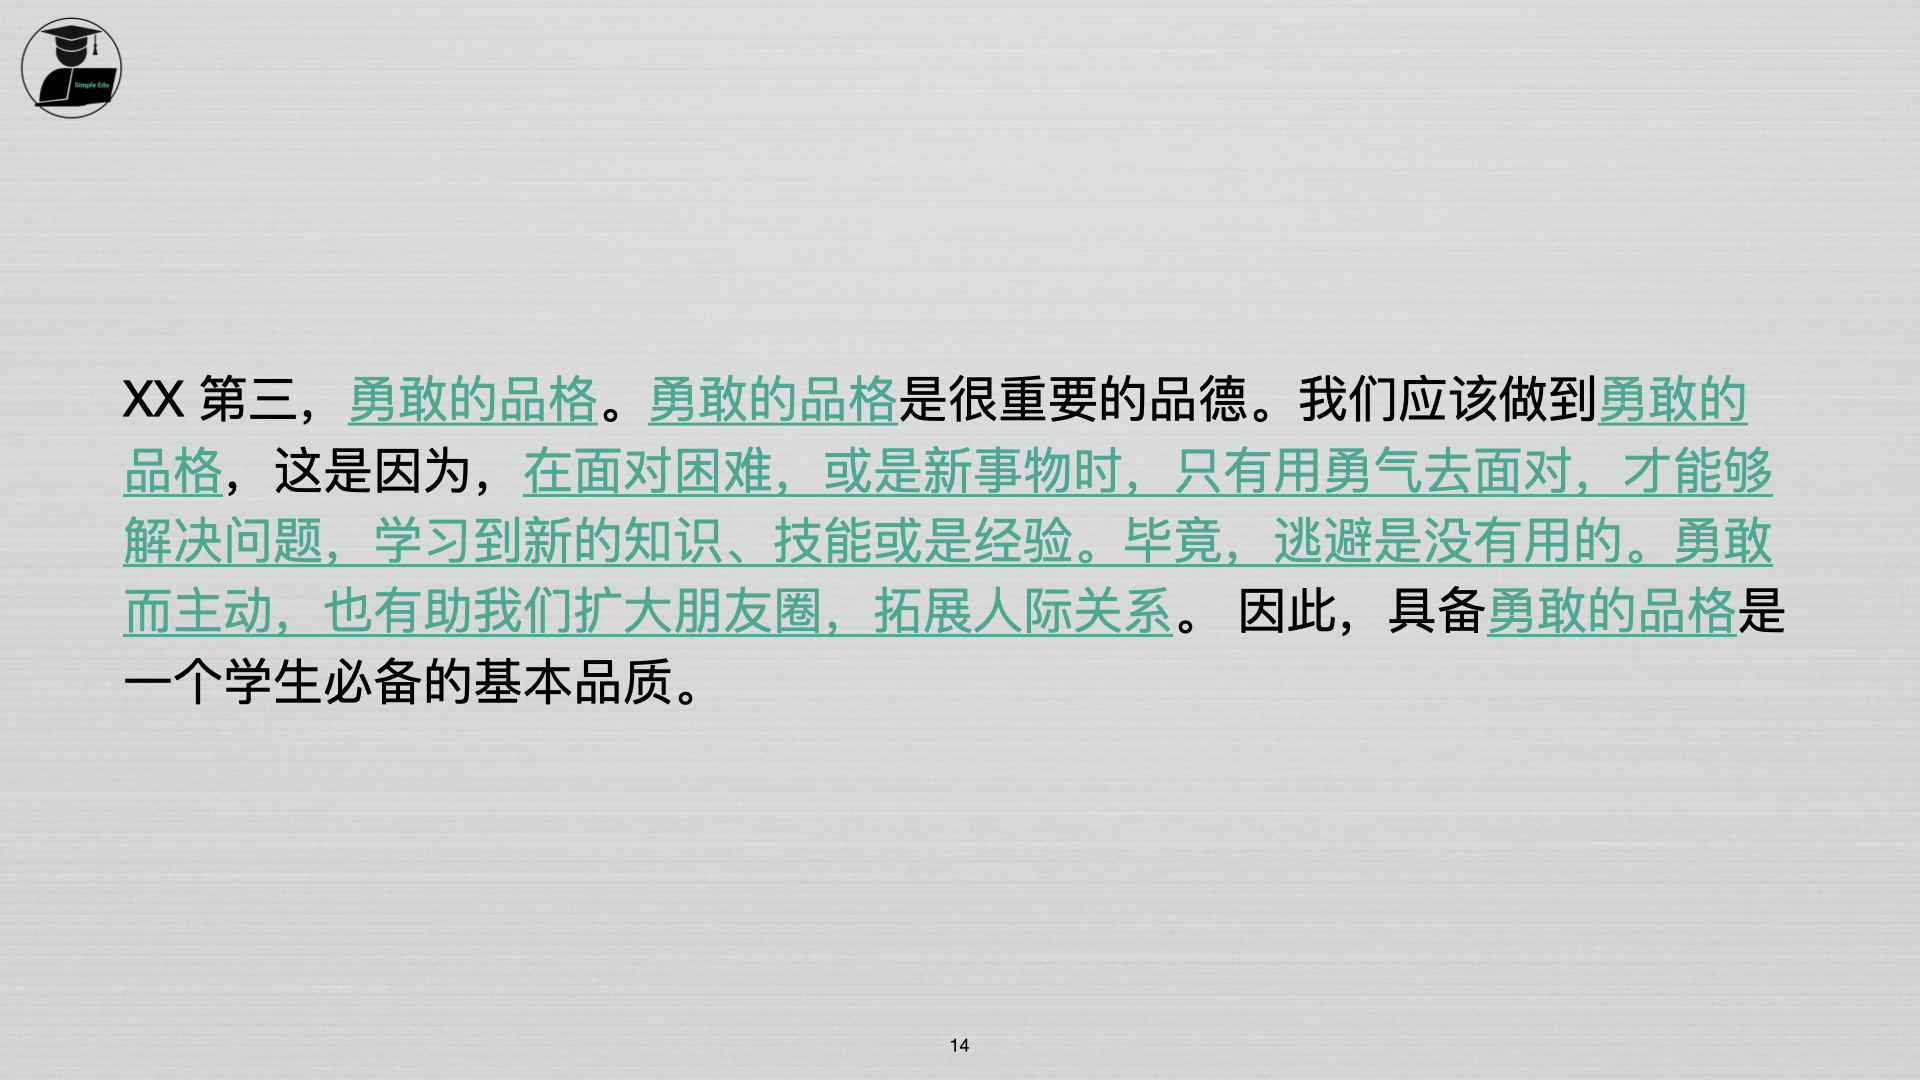 Simple Edu
XX 第三，勇敢的品格。勇敢的品格是很重要的品德。我们应该做到勇敢的
品格，这是因为，在面对困难，或是新事物时，只有用勇气去面对，才能够
解决问题，学习到新的知识、技能或是经验。毕竟，逃避是没有用的。勇敢
而主动，也有助我们扩大朋友圈，拓展人际关系。 因此，具备勇敢的品格是
一个学生必备的基本品质。
14